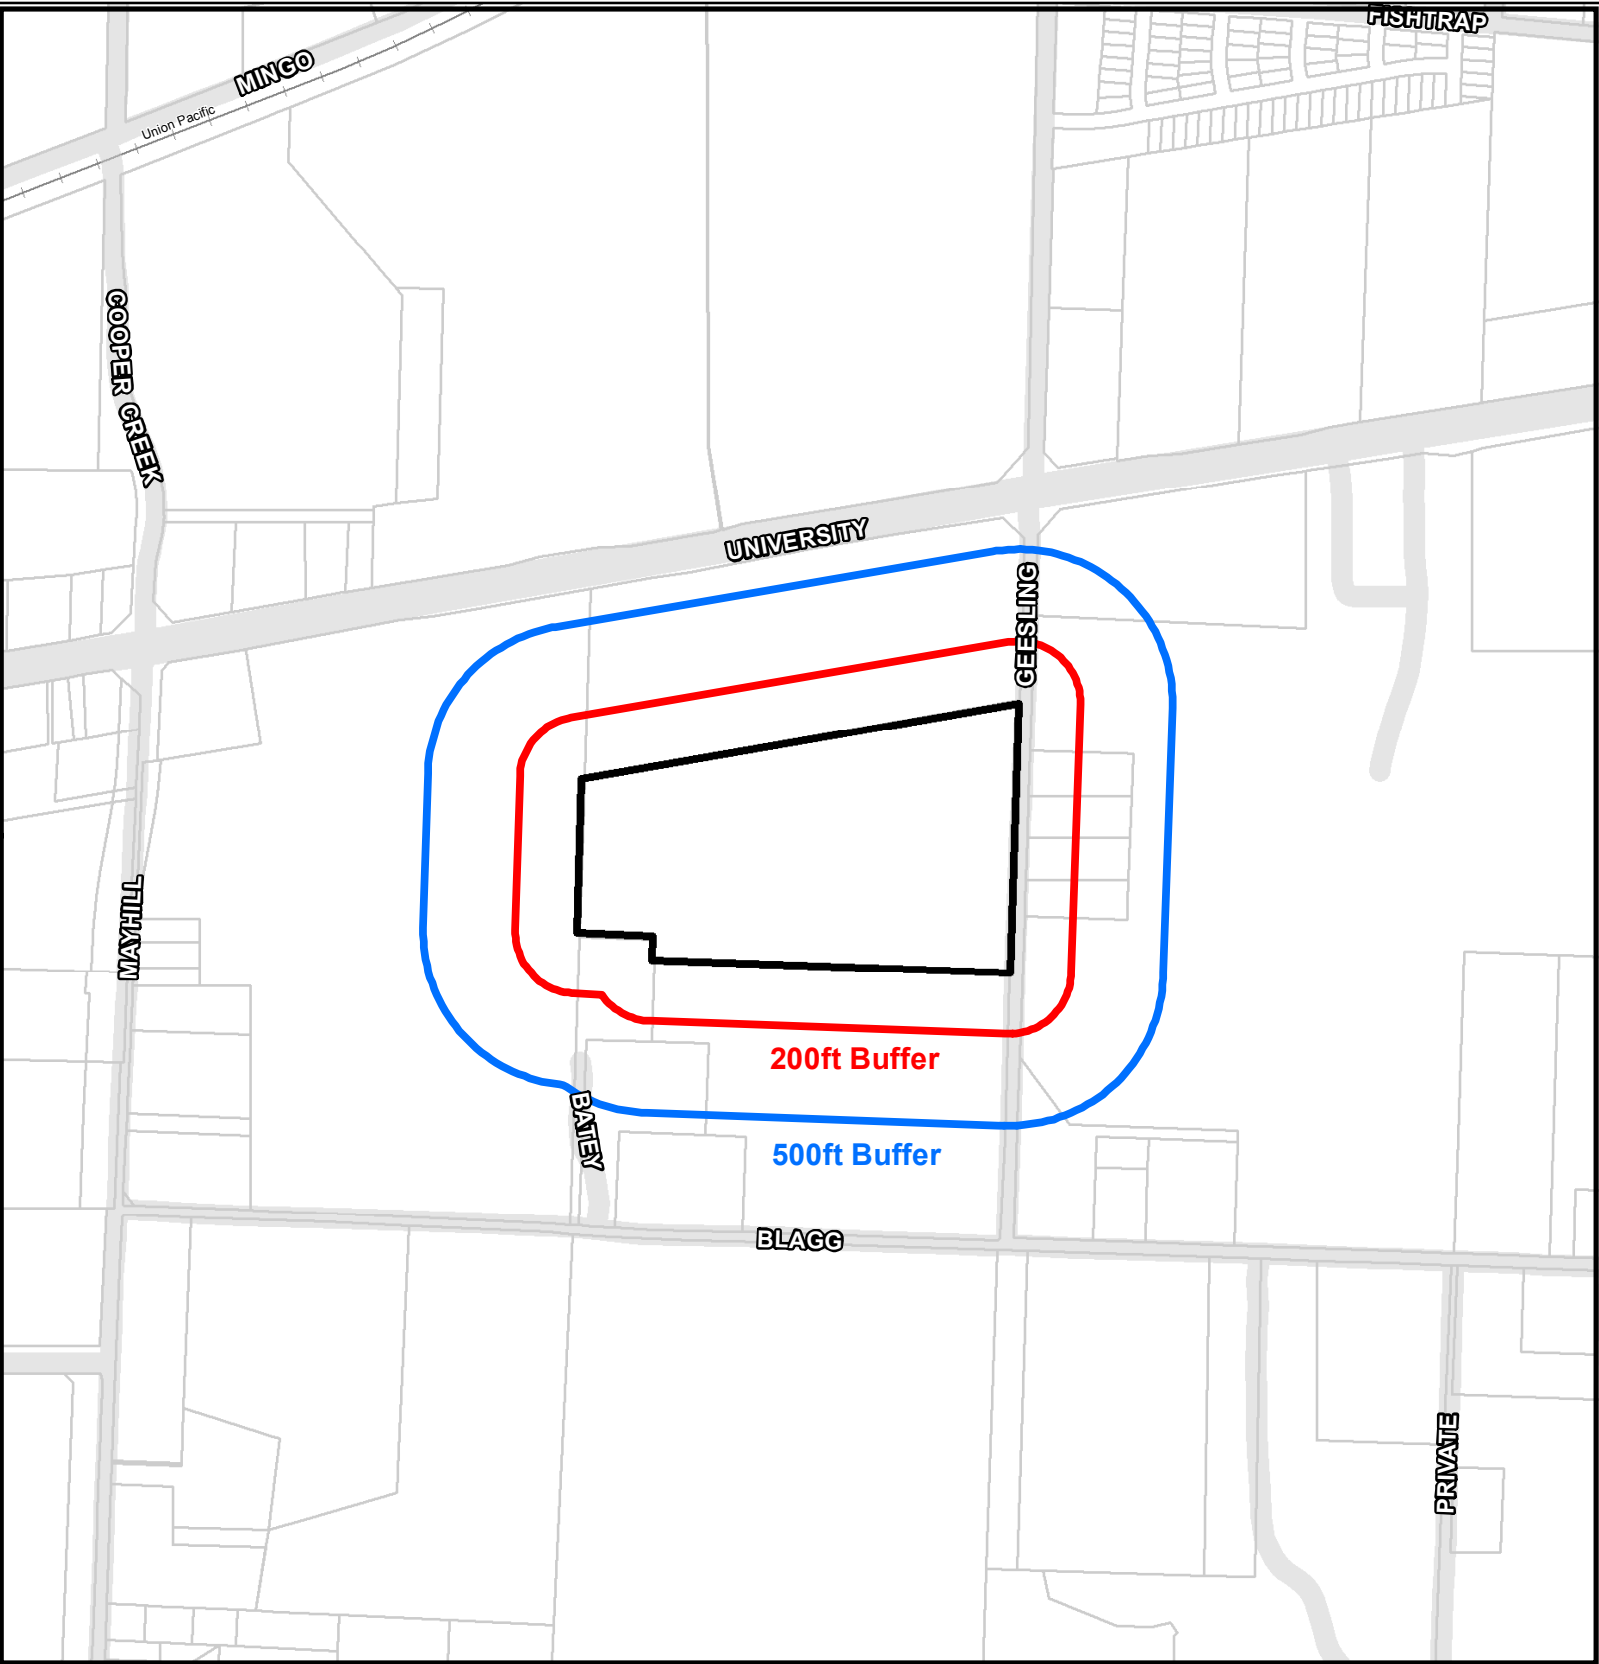 FISHTRAP
MINGO
Union Pacific
COOPER CREEK
UNIVERSITY
GEESLING
MAYHILL
200ft Buffer
BATEY
500ft Buffer
BLAGG
PRIVATE